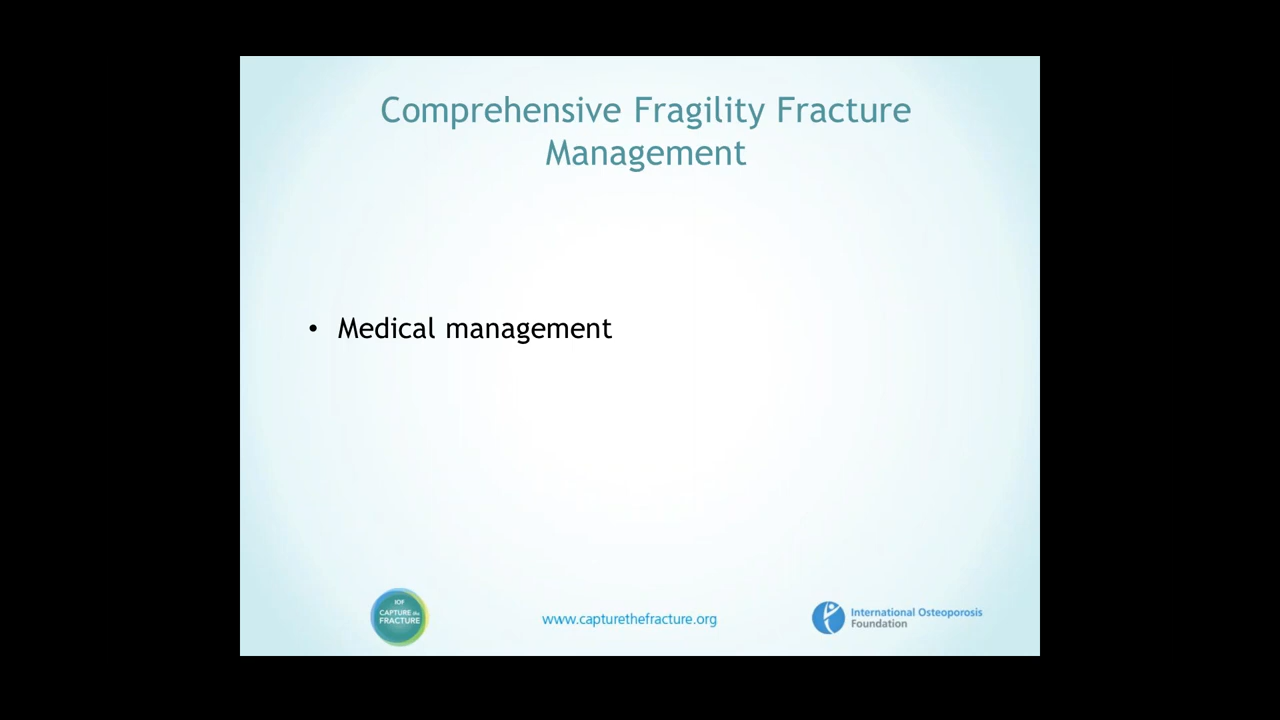 Comprehensive Fragility Fracture
Management
• Medical management
IOF
CAPTURE the
FRACTURE
www.capturethefracture.org
International Osteoporosis
Foundation